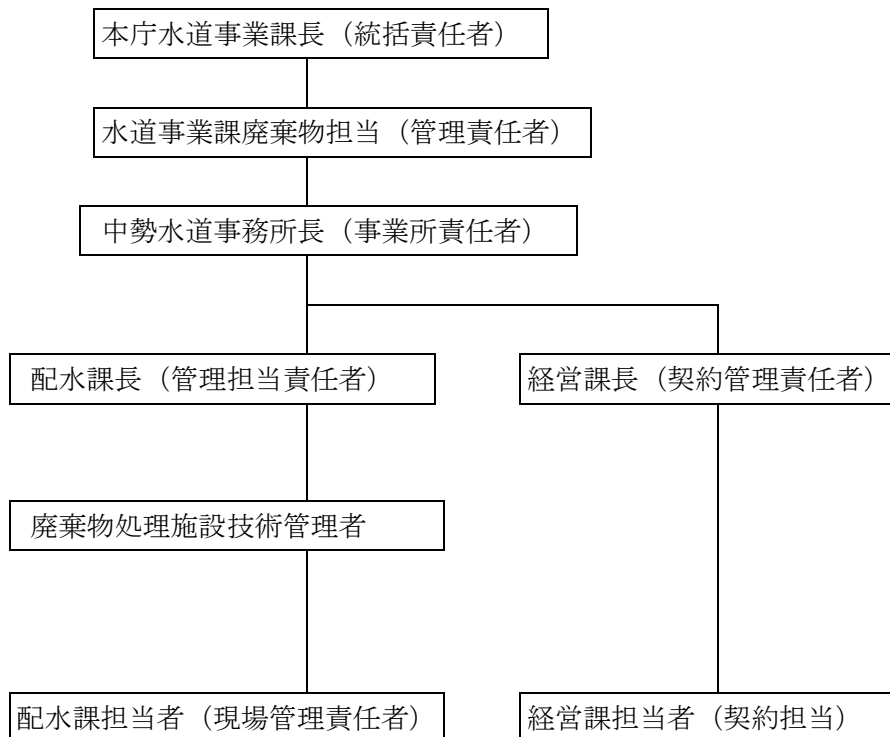 本庁水道事業課長（統括責任者）
水道事業課廃棄物担当（管理責任者）
中勢水道事務所長（事業所責任者）
配水課長（管理担当責任者）
経営課長（契約管理責任者）
廃棄物処理施設技術管理者
配水課担当者（現場管理責任者）
経営課担当者（契約担当）